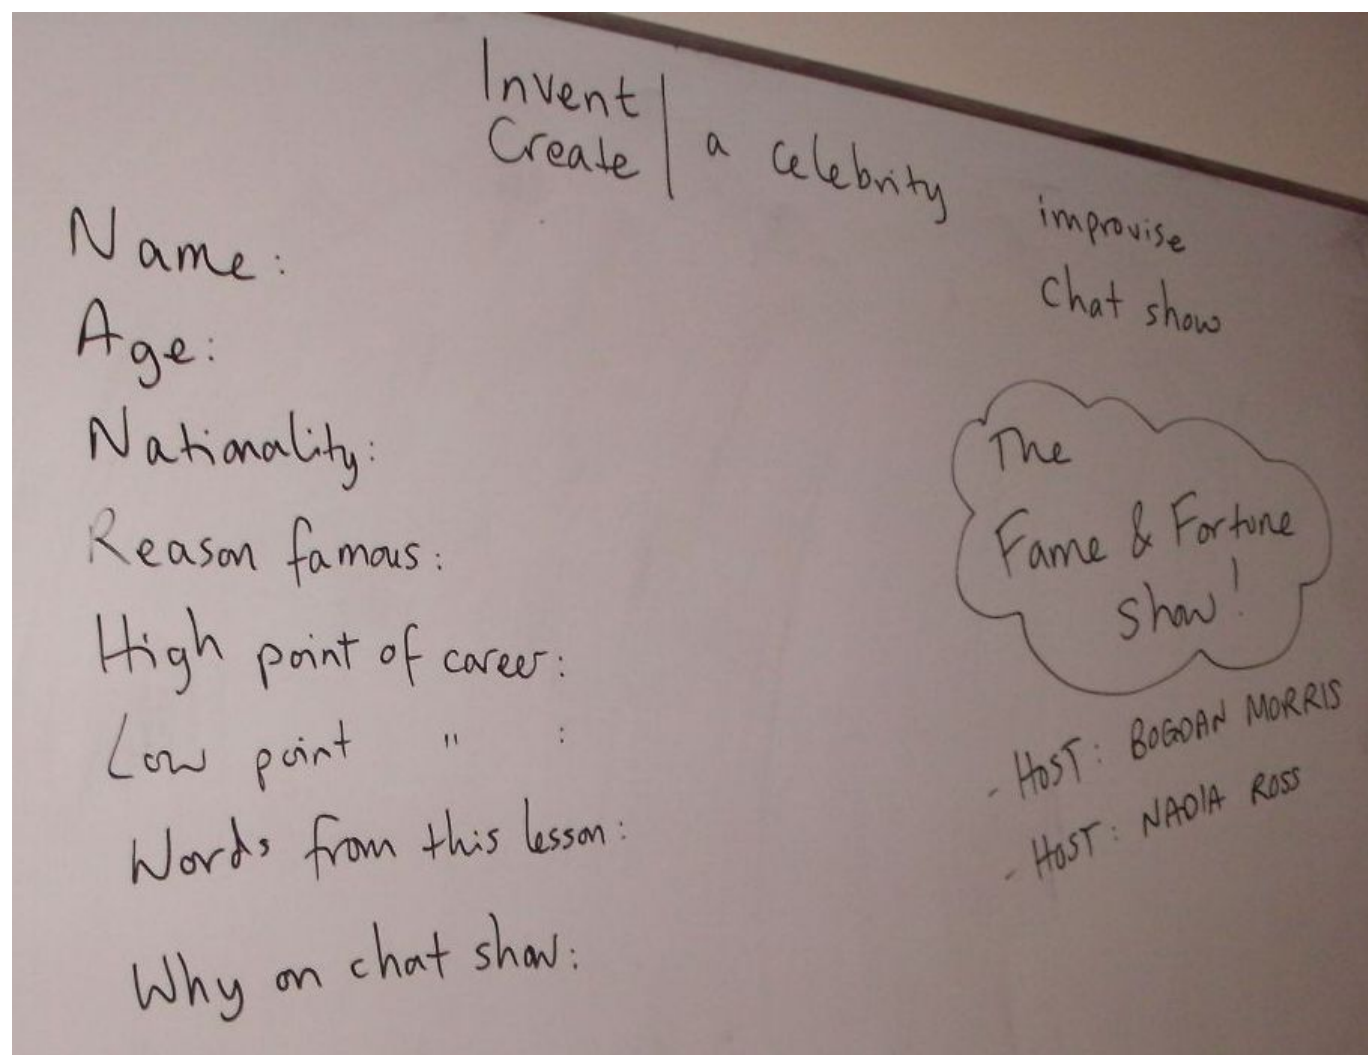 Invent
Create | a celebrity
Name:
Age:
Nationality:
Reason famous:
High point of career:
Low point " :
Words from this lesson:
Why on chat show:
improvise
Chat show
The
Fame & Fortune
Show!
- HOST: BOGDAN MORRIS
- HOST: NADIA ROSS